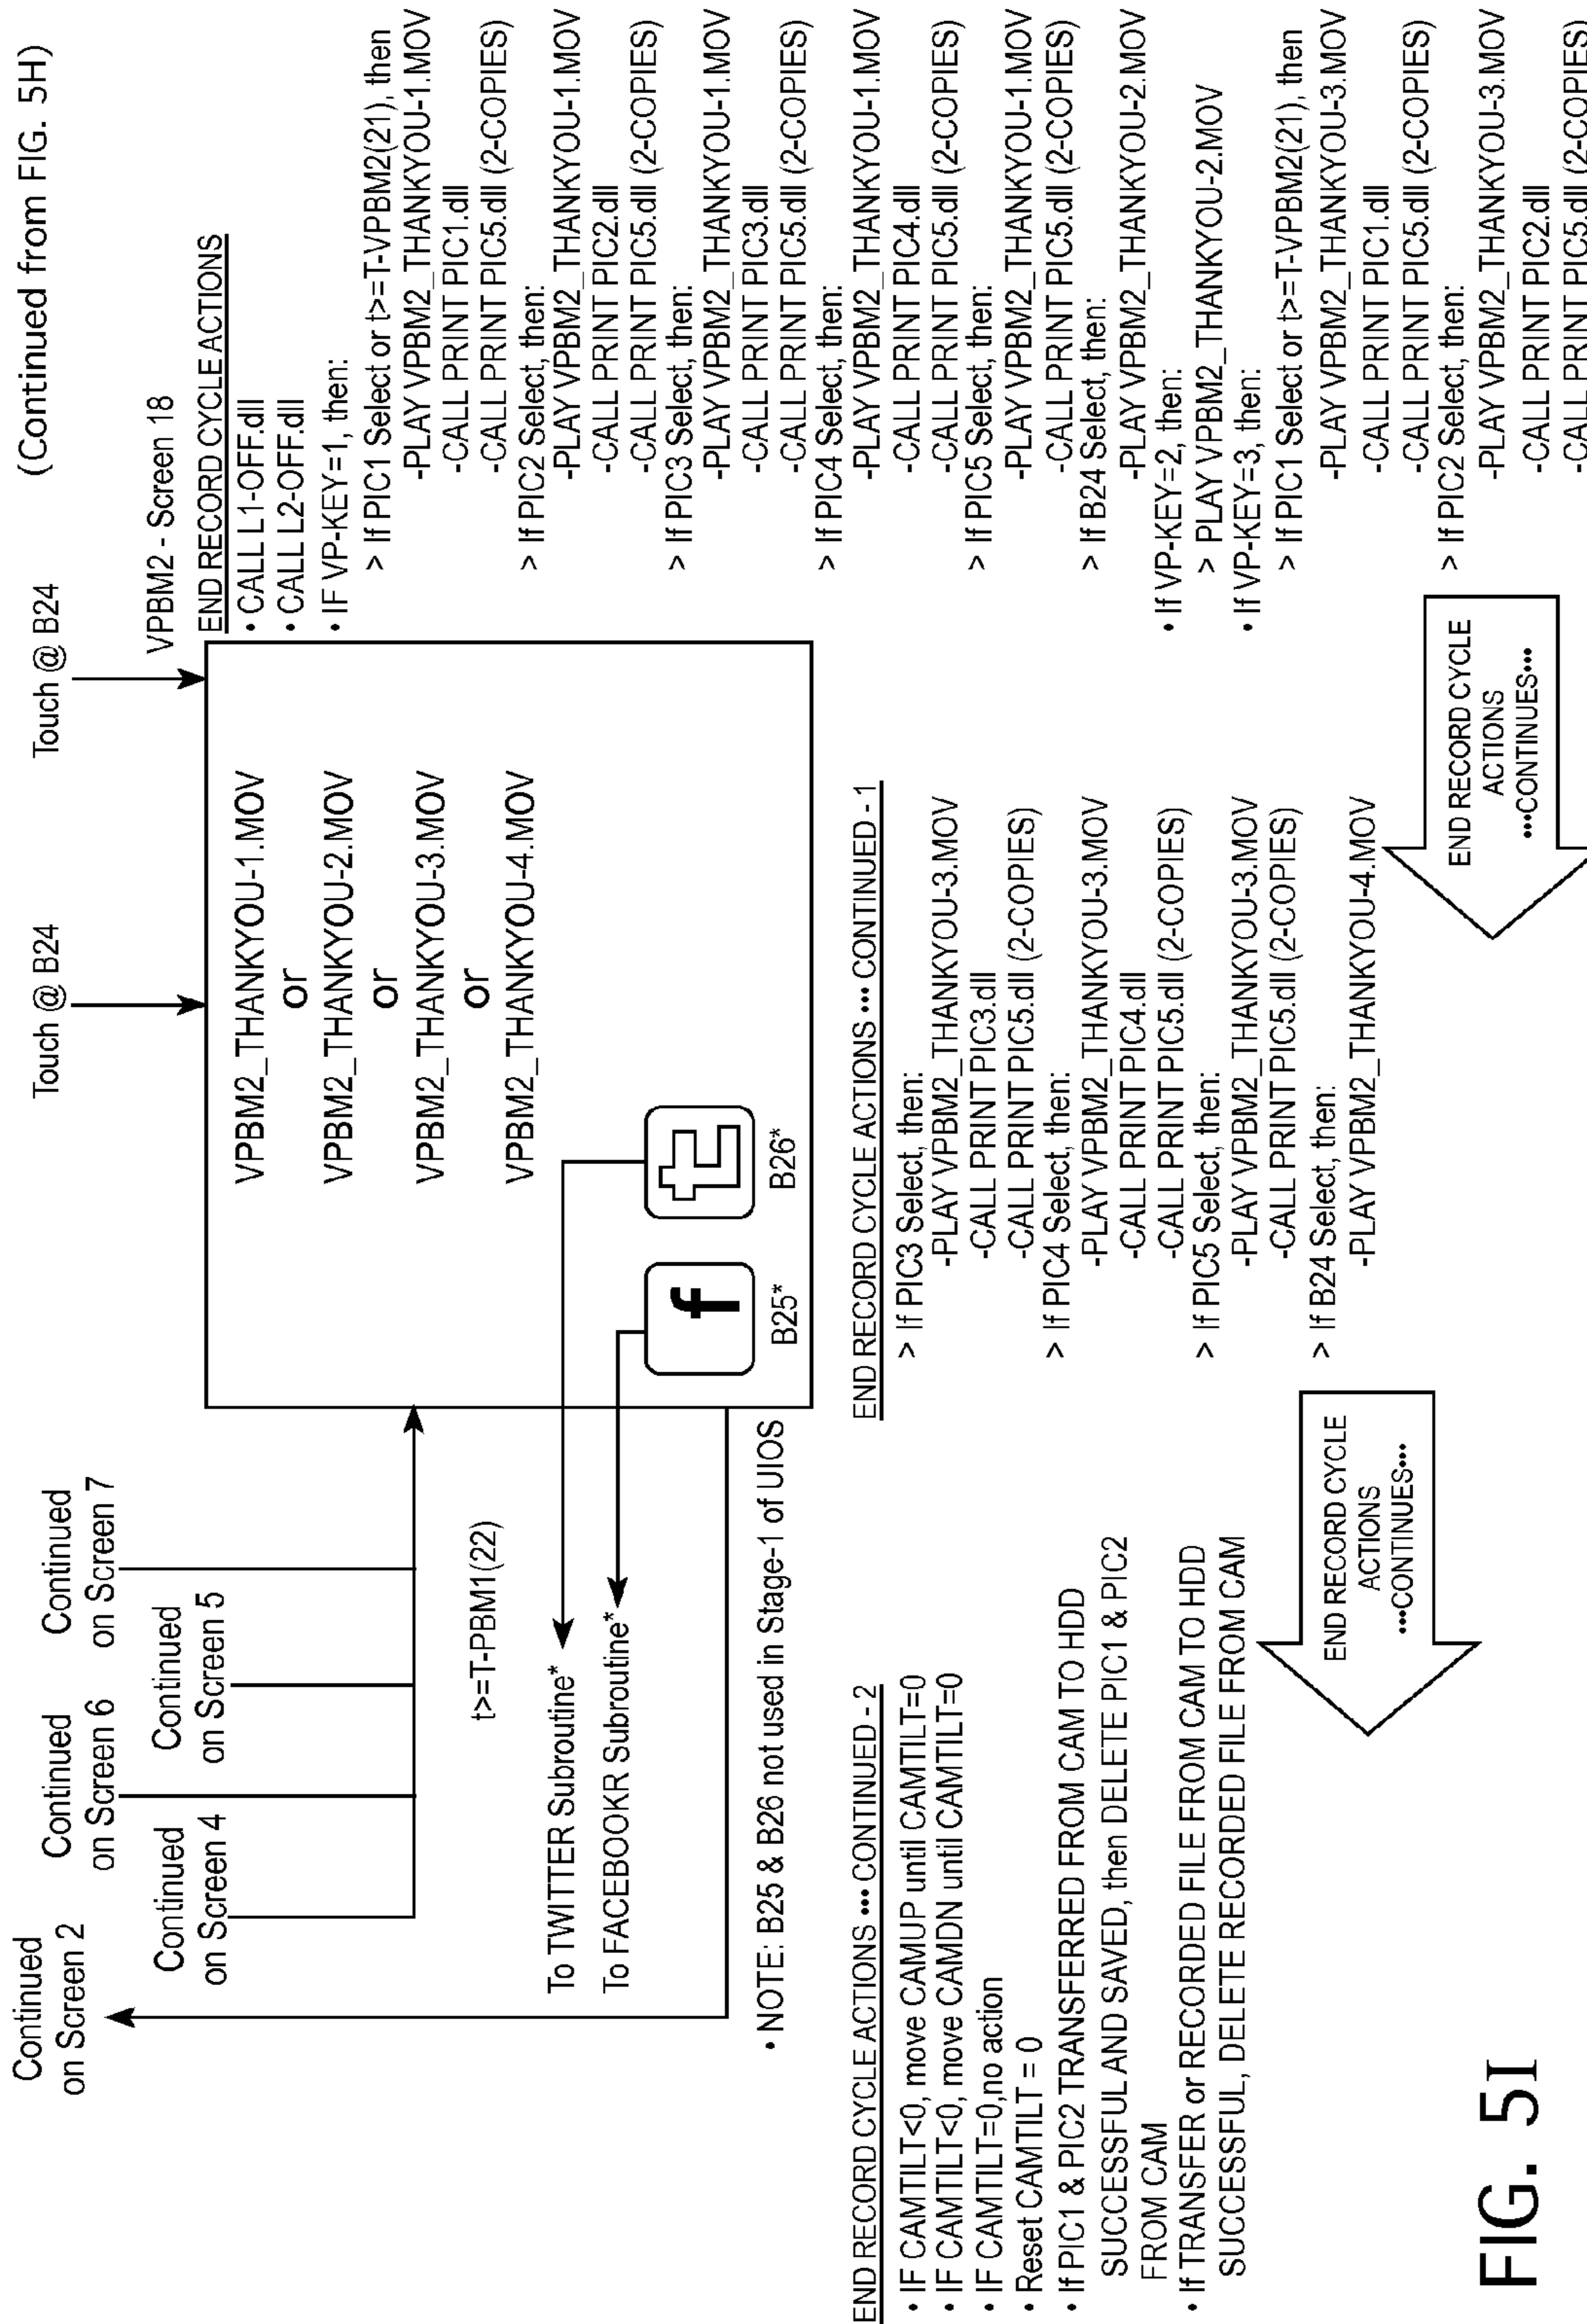 (Continued from FIG. 5H)
Touch @ B24
Touch @ B24
Continued
on Screen 2
Continued
on Screen 4
Continued
on Screen 6
Continued
on Screen 5
Continued
on Screen 7
t>=T-PBM1(22)
To TWITTER Subroutine*
To FACEBOOKR Subroutine*
• NOTE: B25 & B26 not used in Stage-1 of UIOS
VPBM2_THANKYOU-1.MOV
or
VPBM2_THANKYOU-2.MOV
or
VPBM2_THANKYOU-3.MOV
or
VPBM2_THANKYOU-4.MOV
f
B25*
t
B26*
VPBM2 - Screen 18
END RECORD CYCLE ACTIONS
• CALL L1-OFF.dll
• CALL L2-OFF.dll
• IF VP-KEY=1, then:
> If PIC1 Select or t>=T-VPBM2(21), then
-PLAY VPBM2_THANKYOU-1.MOV
-CALL PRINT PIC1.dll
-CALL PRINT PIC5.dll (2-COPIES)
> If PIC2 Select, then:
-PLAY VPBM2_THANKYOU-1.MOV
-CALL PRINT PIC2.dll
-CALL PRINT PIC5.dll (2-COPIES)
> If PIC3 Select, then:
-PLAY VPBM2_THANKYOU-1.MOV
-CALL PRINT PIC3.dll
-CALL PRINT PIC5.dll (2-COPIES)
> If PIC4 Select, then:
-PLAY VPBM2_THANKYOU-1.MOV
-CALL PRINT PIC4.dll
-CALL PRINT PIC5.dll (2-COPIES)
> If PIC5 Select, then:
-PLAY VPBM2_THANKYOU-1.MOV
-CALL PRINT PIC5.dll (2-COPIES)
> If B24 Select, then:
-PLAY VPBM2_THANKYOU-2.MOV
• If VP-KEY=2, then:
> PLAY VPBM2_THANKYOU-2.MOV
• If VP-KEY=3, then:
> If PIC1 Select or t>=T-VPBM2(21), then
-PLAY VPBM2_THANKYOU-3.MOV
-CALL PRINT PIC1.dll
-CALL PRINT PIC5.dll (2-COPIES)
> If PIC2 Select, then:
-PLAY VPBM2_THANKYOU-3.MOV
-CALL PRINT PIC2.dll
-CALL PRINT PIC5.dll (2-COPIES)
END RECORD CYCLE
ACTIONS
•••CONTINUES•••
END RECORD CYCLE ACTIONS ••• CONTINUED - 1
> If PIC3 Select, then:
-PLAY VPBM2_THANKYOU-3.MOV
-CALL PRINT PIC3.dll
-CALL PRINT PIC5.dll (2-COPIES)
> If PIC4 Select, then:
-PLAY VPBM2_THANKYOU-3.MOV
-CALL PRINT PIC4.dll
-CALL PRINT PIC5.dll (2-COPIES)
> If PIC5 Select, then:
-PLAY VPBM2_THANKYOU-3.MOV
-CALL PRINT PIC5.dll (2-COPIES)
> If B24 Select, then:
-PLAY VPBM2_THANKYOU-4.MOV
END RECORD CYCLE
ACTIONS
•••CONTINUES•••
END RECORD CYCLE ACTIONS ••• CONTINUED - 2
• IF CAMTILT<0, move CAMUP until CAMTILT=0
• IF CAMTILT<0, move CAMDN until CAMTILT=0
• IF CAMTILT=0,no action
• Reset CAMTILT = 0
• If PIC1 & PIC2 TRANSFERRED FROM CAM TO HDD
SUCCESSFUL AND SAVED, then DELETE PIC1 & PIC2
FROM CAM
• If TRANSFER or RECORDED FILE FROM CAM TO HDD
SUCCESSFUL, DELETE RECORDED FILE FROM CAM
FIG. 5I